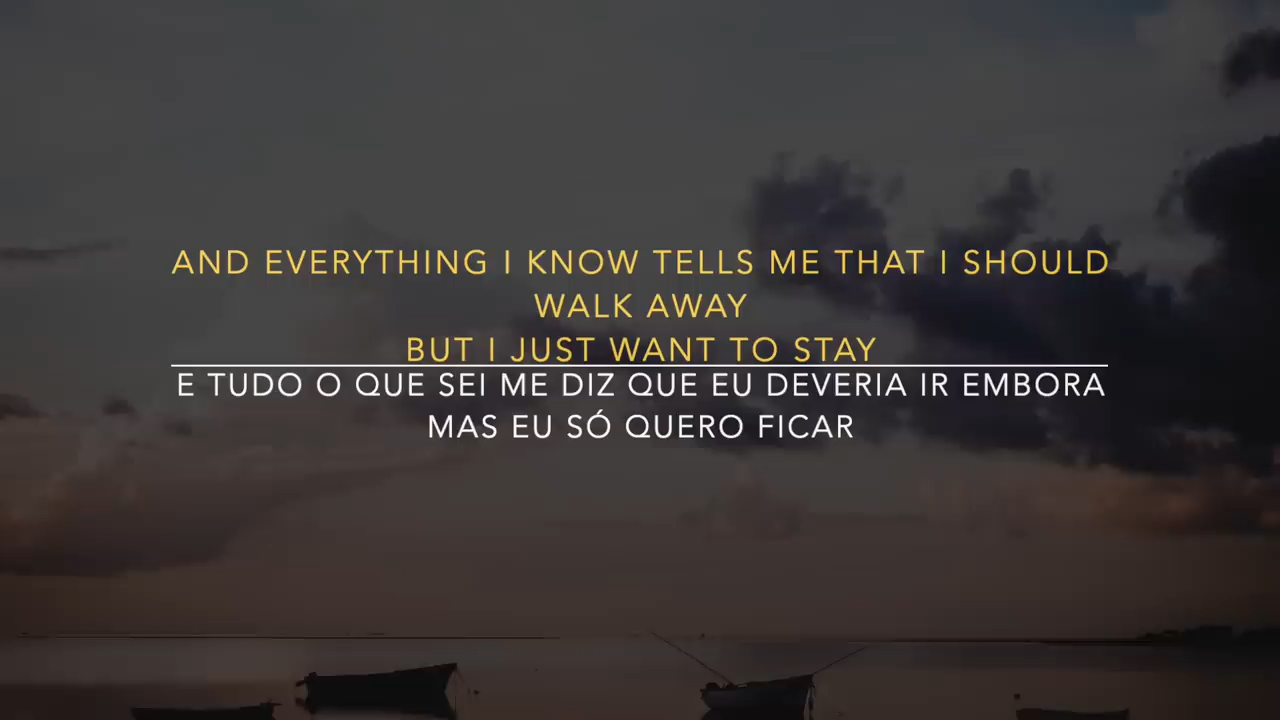 AND EVERYTHING I KNOW TELLS ME THAT I SHOULD
WALK AWAY
BUT I JUST WANT TO STAY
E TUDO O QUE SEI ME DIZ QUE EU DEVERIA IR EMBORA
MAS EU SÓ QUERO FICAR